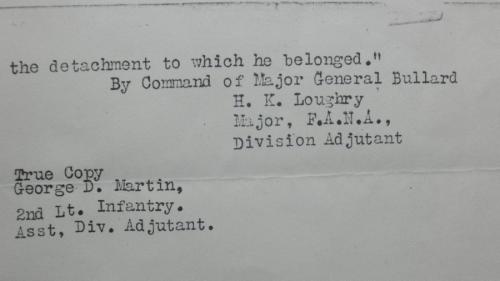 the detachment to which he belonged."
By Command of Major General Bullard
H. K. Loughry
Major, F.A.N.A.,
Division Adjutant
True Copy
George D. Martin,
2nd Lt. Infantry.
Asst, Div. Adjutant.